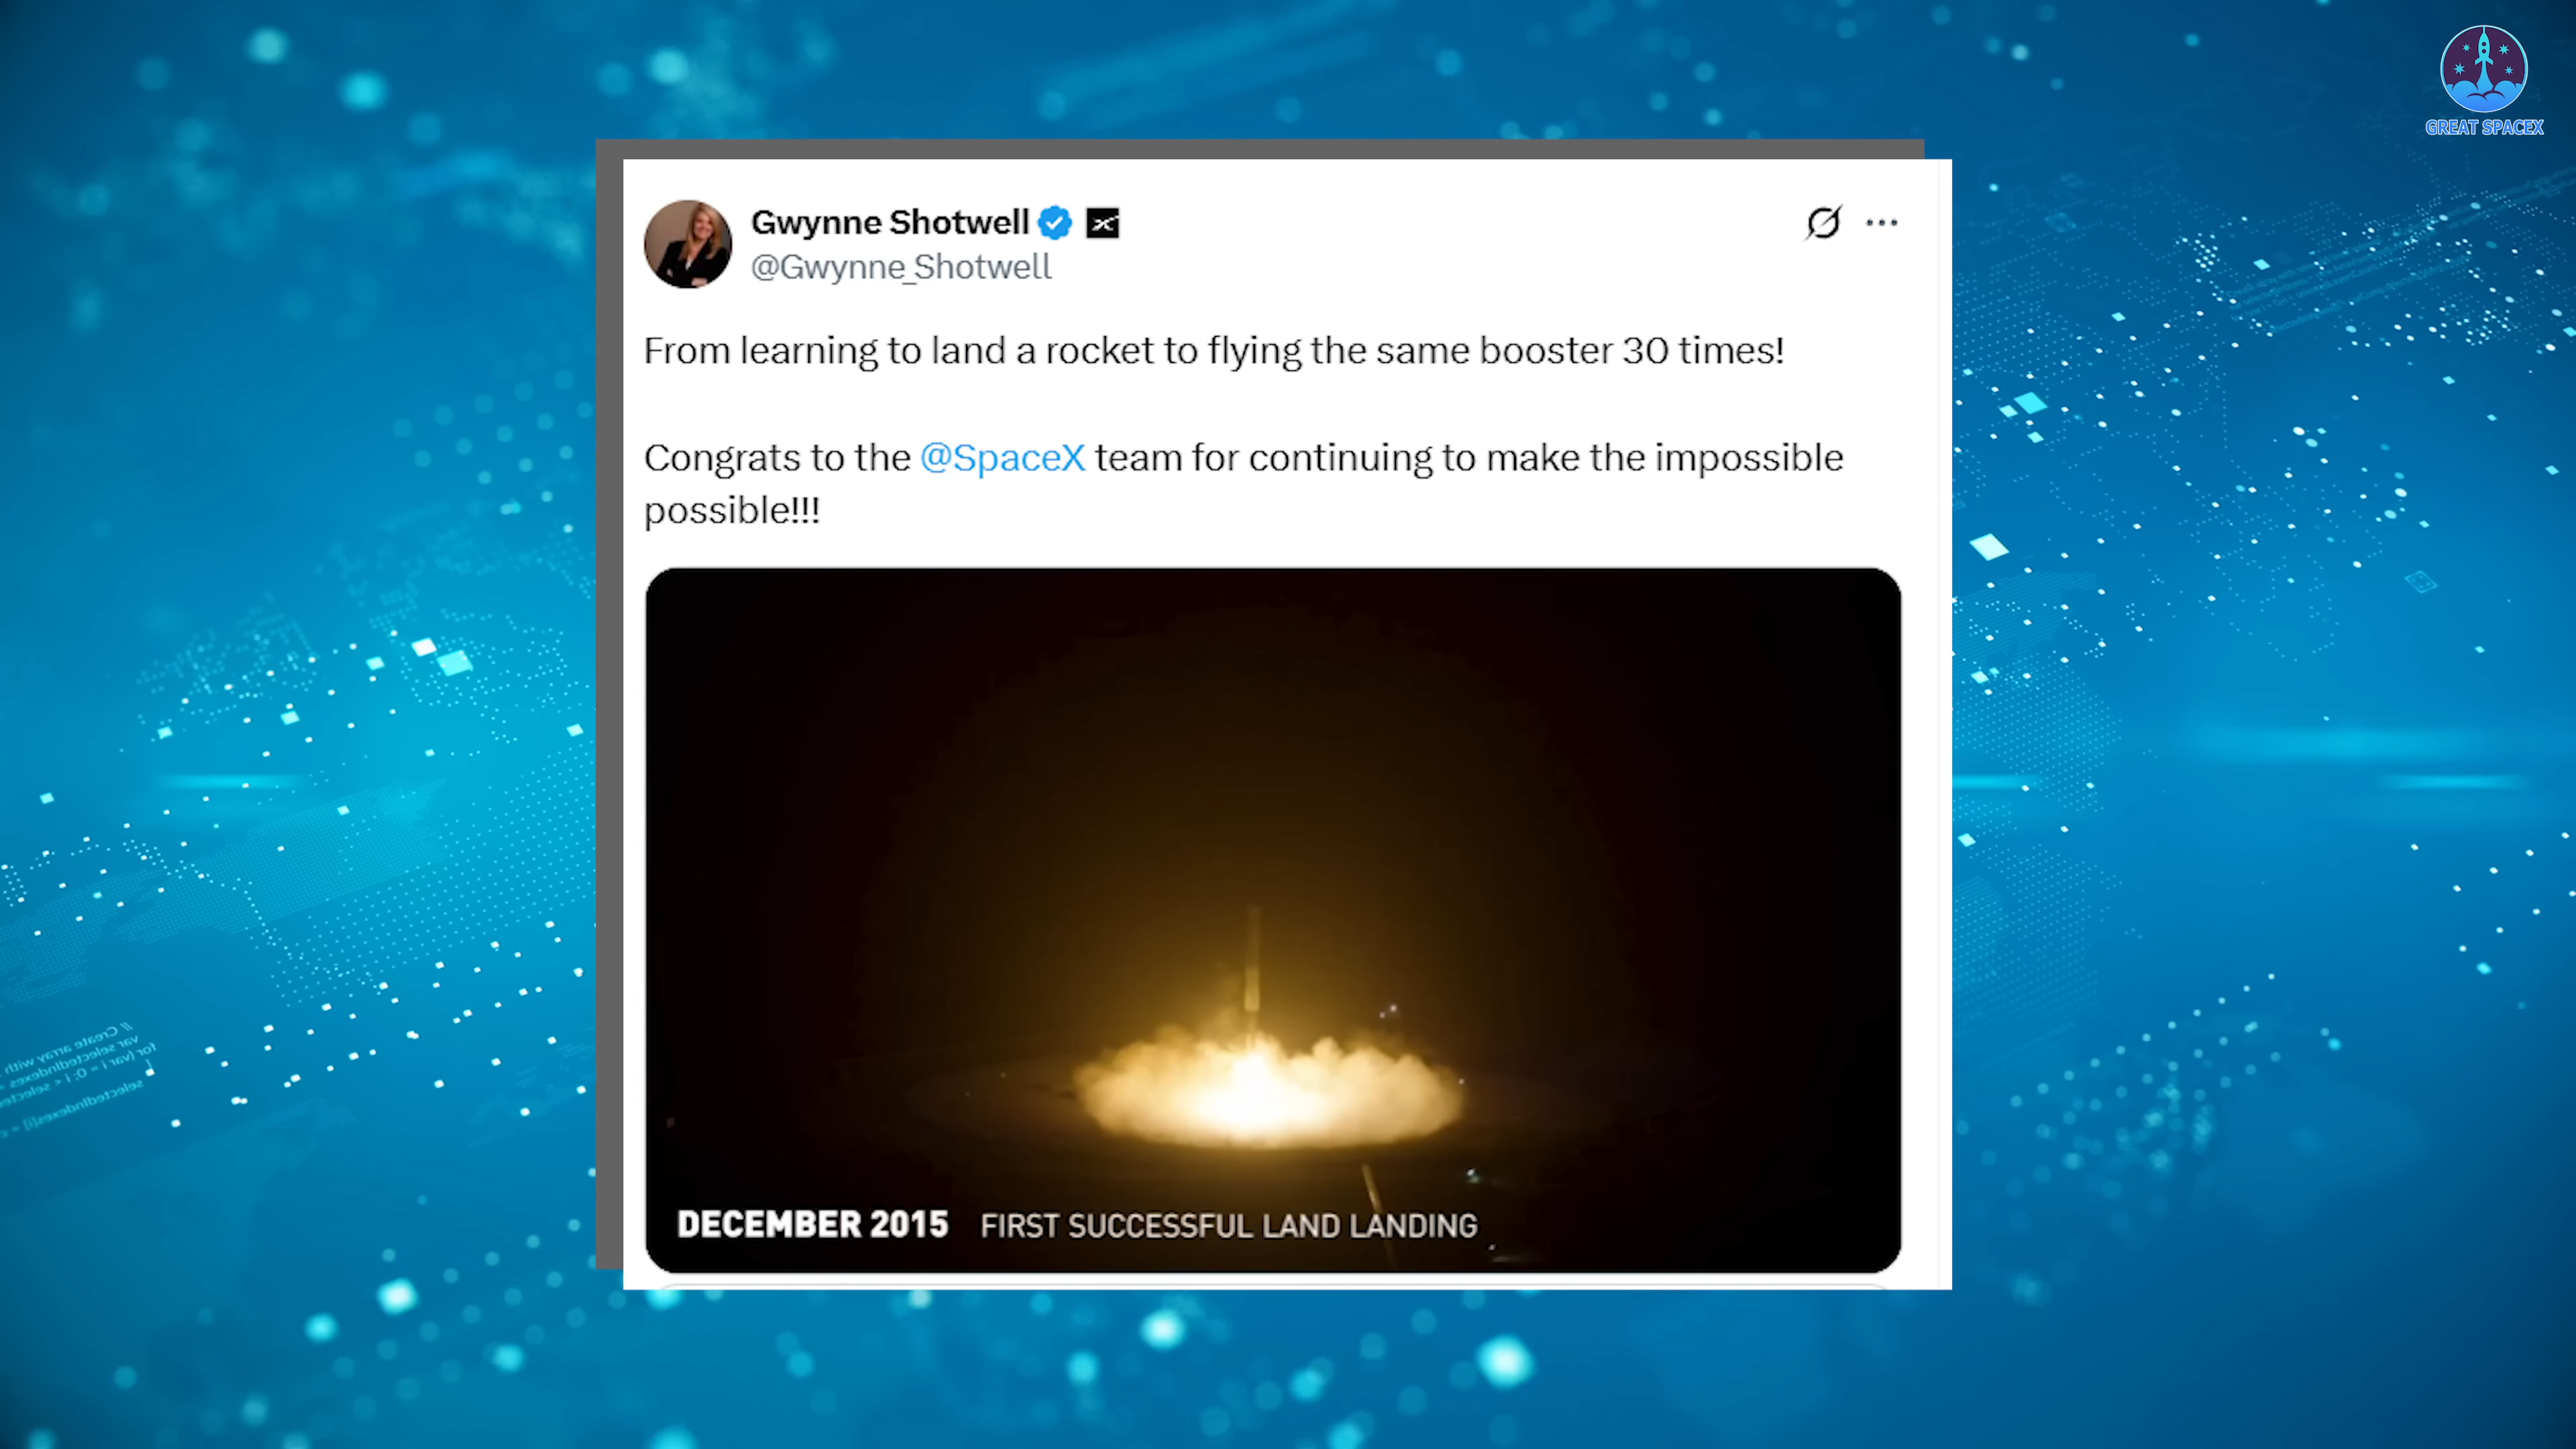 GREAT SPACEX
Gwynne Shotwell
@Gwynne_Shotwell
From learning to land a rocket to flying the same booster 30 times!
Congrats to the @SpaceX team for continuing to make the impossible
possible!!!
DECEMBER 2015 FIRST SUCCESSFUL LAND LANDING